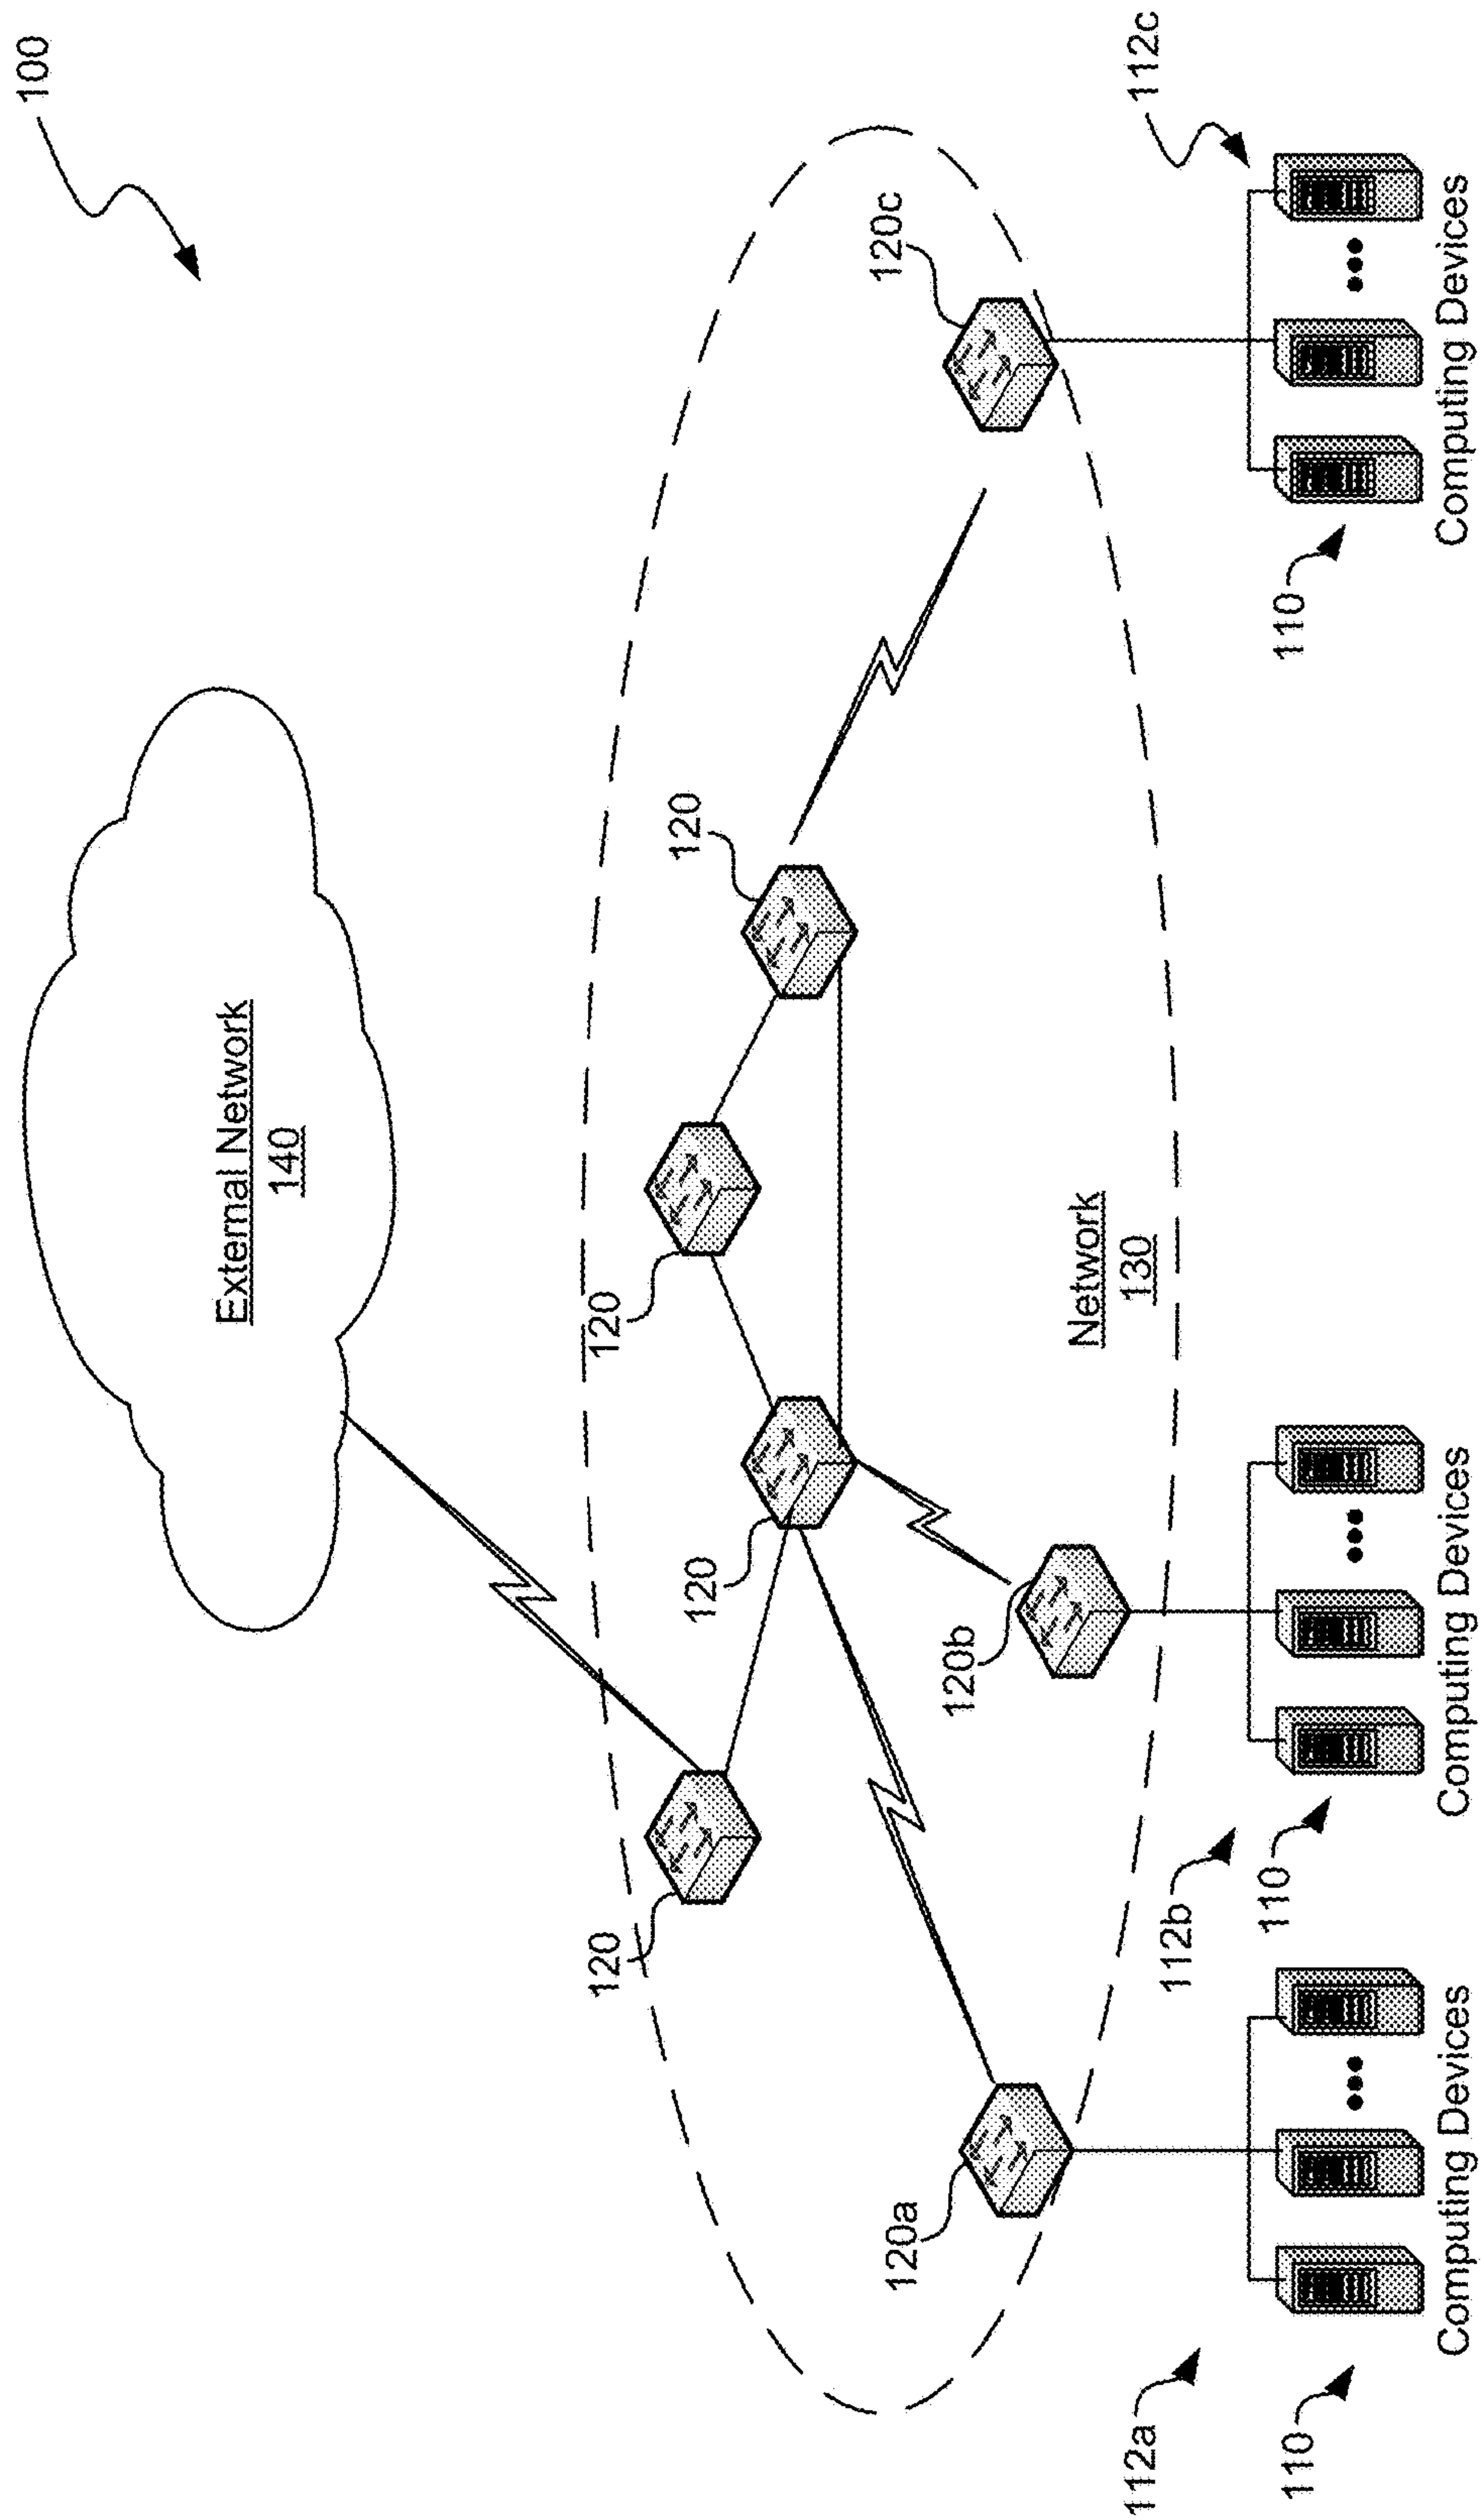 100
External Network
140
120
120
120
120
120a
120b
120c
Network
130
112a
110
112b
110
110
112c
Computing Devices
Computing Devices
Computing Devices